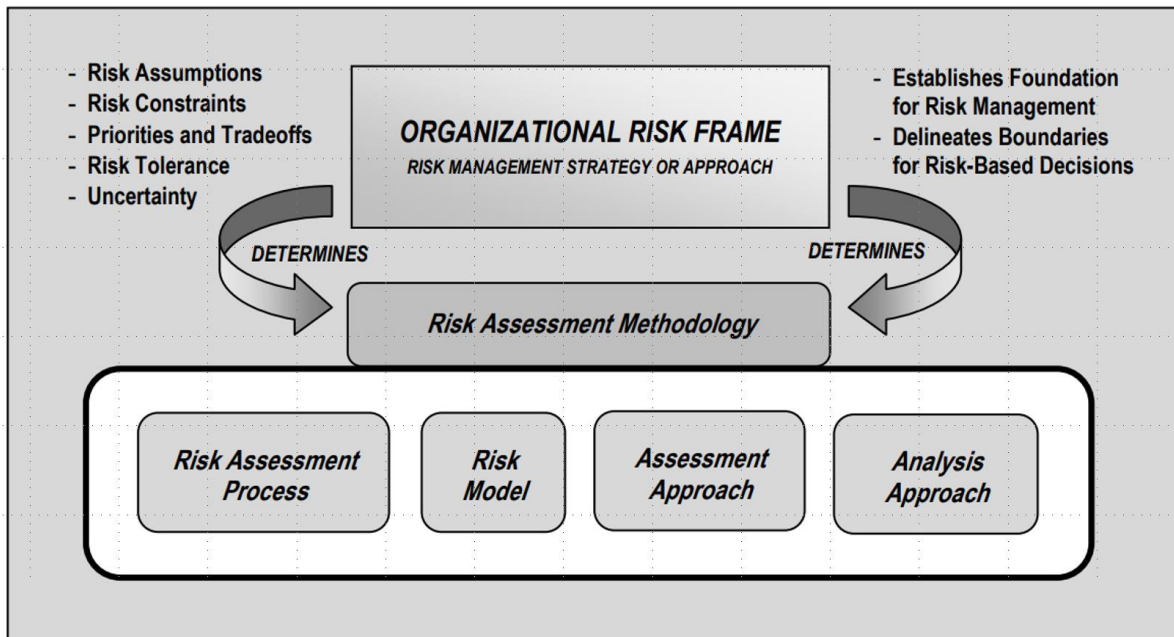 - Risk Assumptions
- Risk Constraints
- Priorities and Tradeoffs
- Risk Tolerance
- Uncertainty
ORGANIZATIONAL RISK FRAME
RISK MANAGEMENT STRATEGY OR APPROACH
- Establishes Foundation
for Risk Management
- Delineates Boundaries
for Risk-Based Decisions
DETERMINES
DETERMINES
Risk Assessment Methodology
Risk Assessment
Process
Risk
Model
Assessment
Approach
Analysis
Approach